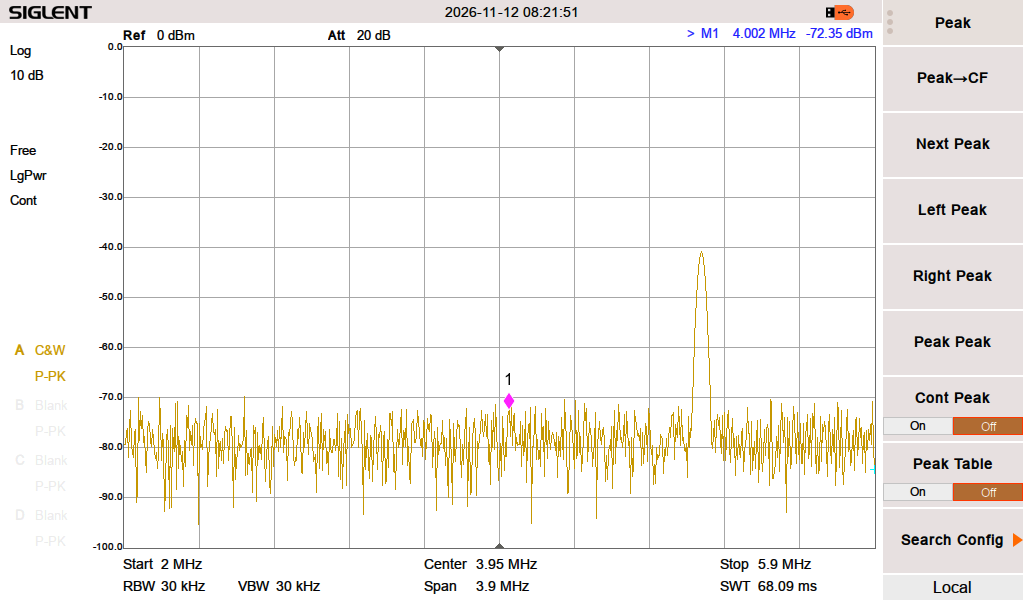 SIGLENT 2026-11-12 08:21:51
Ref 0 dBm Att 20 dB > M1 4.002 MHz -72.35 dBm
Log
10 dB
Free
LgPwr
Cont
A C&W
P-PK
B Blank
P-PK
C Blank
P-PK
D Blank
P-PK
0.0
-10.0
-20.0
-30.0
-40.0
-50.0
-60.0
-70.0
-80.0
-90.0
-100.0
1
Start 2 MHz Center 3.95 MHz Stop 5.9 MHz
RBW 30 kHz VBW 30 kHz Span 3.9 MHz SWT 68.09 ms
Peak
Peak→CF
Next Peak
Left Peak
Right Peak
Peak Peak
Cont Peak
On Off
Peak Table
On Off
Search Config
Local